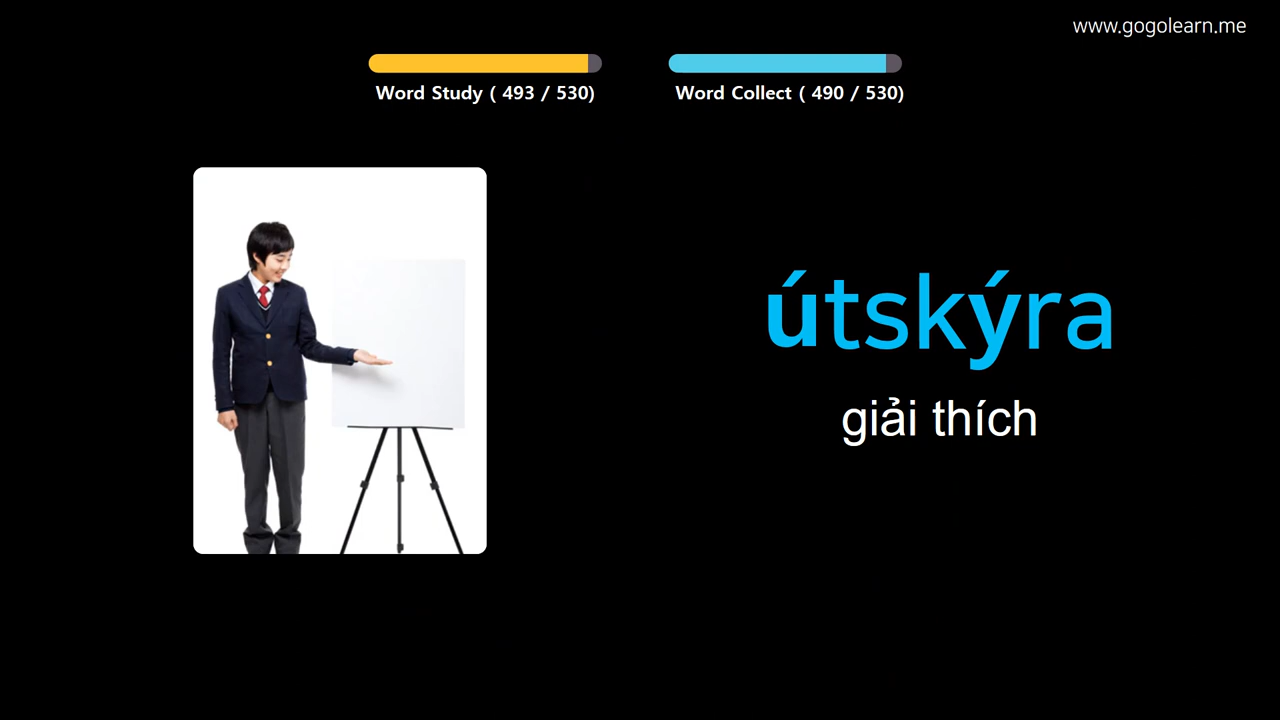 www.gogolearn.me
Word Study ( 493 / 530)
Word Collect ( 490 / 530)
útskýra
giải thích